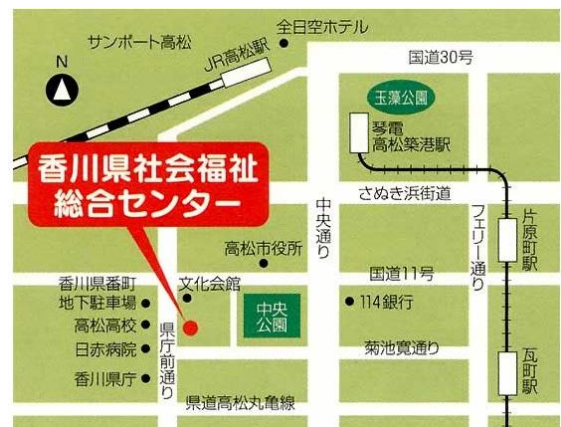 全日空ホテル
サンポート高松
N
JR高松駅
国道30号
玉藻公園
琴電
高松築港駅
香川県社会福祉
総合センター
さぬき浜街道
中央通り
フェリー通り
片原町駅
高松市役所
国道11号
香川県番町
地下駐車場
文化会館
中央
公園
114銀行
高松高校
日赤病院
県庁前通り
菊池寛通り
瓦町駅
香川県庁
県道高松丸亀線